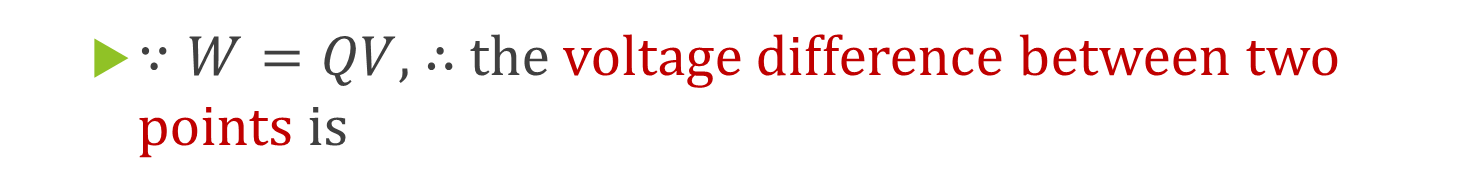 ∵ W = QV, ∴ the voltage difference between two
points is